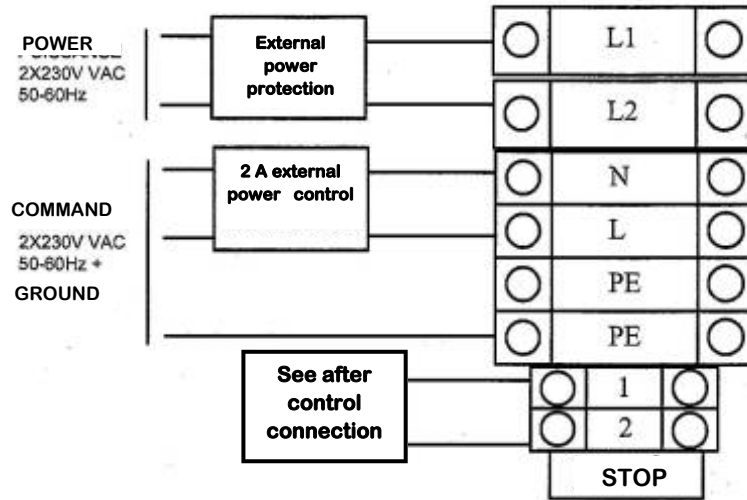 POWER
2X230V VAC
50-60Hz
External
power
protection
L1
L2
COMMAND
2X230V VAC
50-60Hz +
GROUND
2 A external
power control
N
L
PE
PE
See after
control
connection
1
2
STOP